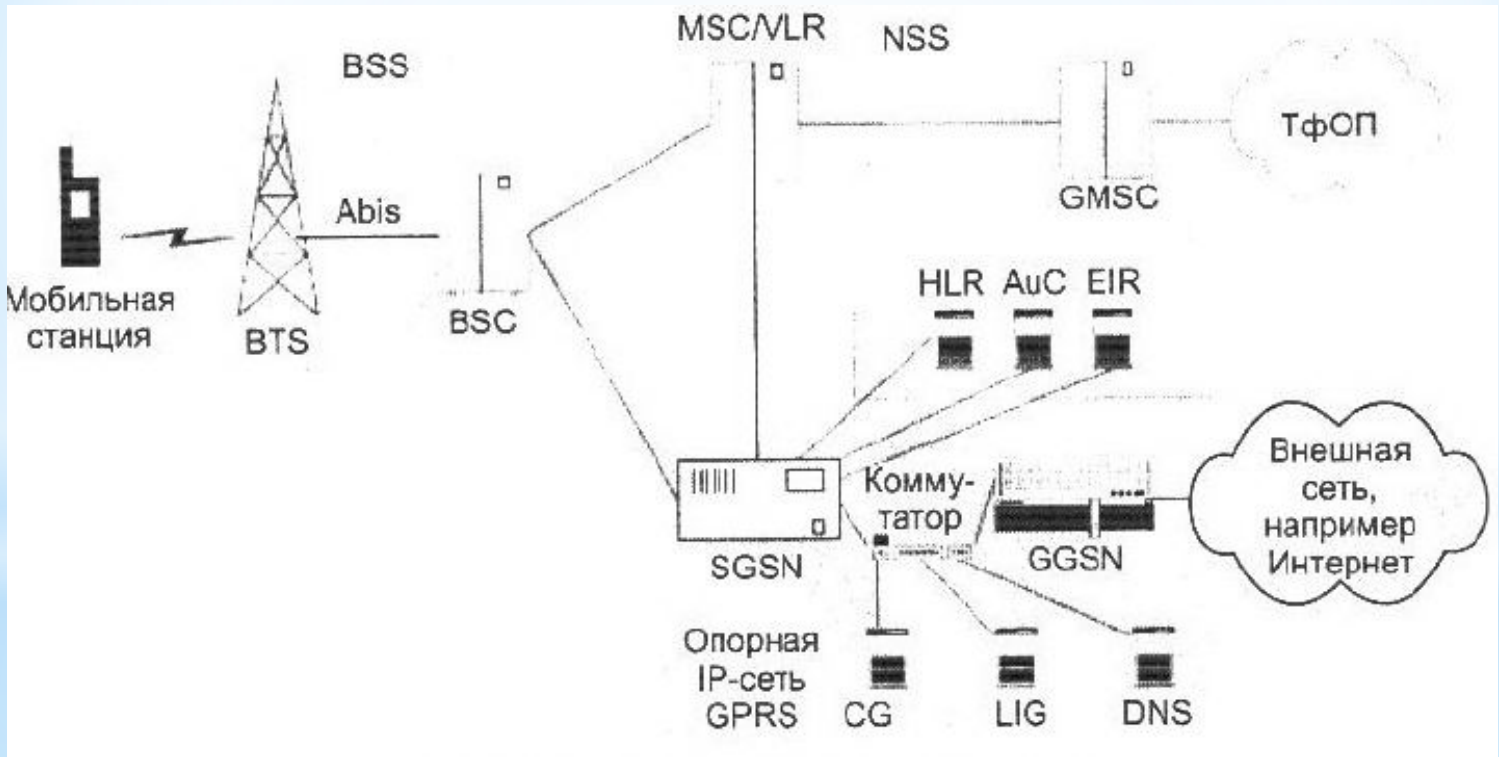 MSC/VLR
NSS
BSS
ТфОП
Abis
GMSC
Мобильная
станция
BTS
BSC
HLR
AuC
EIR
Комму-
татор
Внешная
сеть,
например
Интернет
SGSN
GGSN
Опорная
IP-сеть
GPRS
CG
LIG
DNS